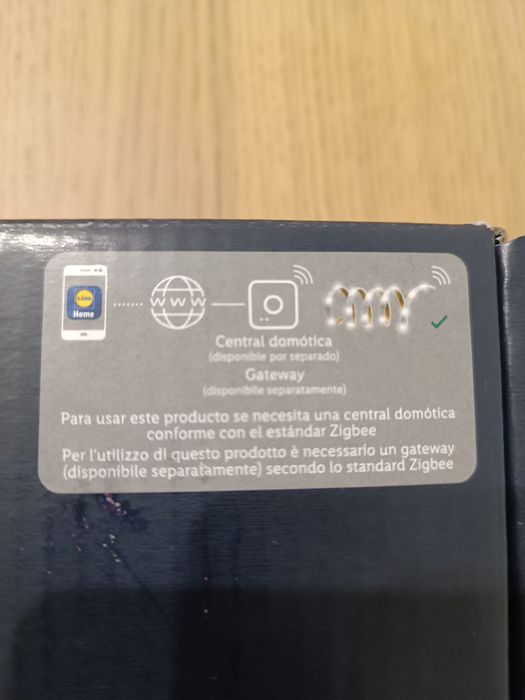 Lidl
Home
www
Central domótica
(disponible por separado)
Gateway
(disponibile separatamente)
Para usar este producto se necesita una central domótica
conforme con el estándar Zigbee
Per l'utilizzo di questo prodotto è necessario un gateway
(disponibile separatamente) secondo lo standard Zigbee